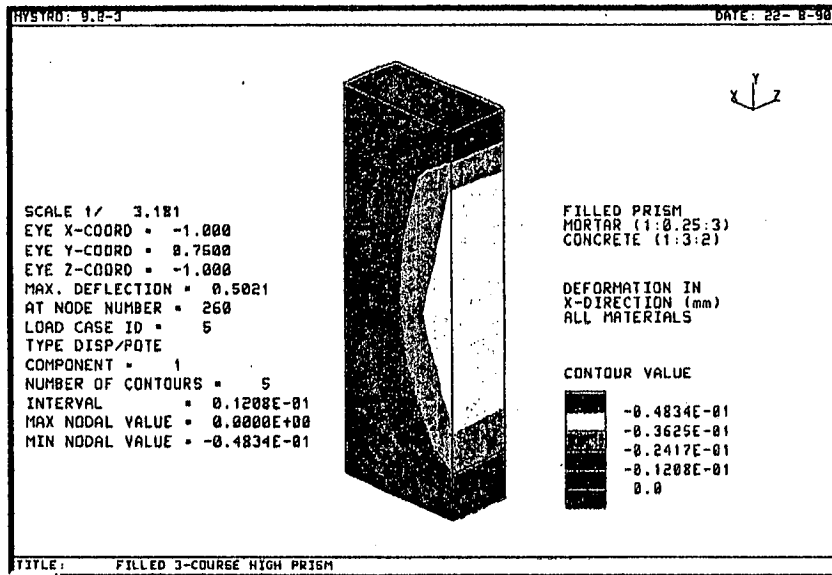 MYSTRO: 9.2-3 DATE: 22- 8-90
Y
X Z
SCALE 1/ 3.181
EYE X-COORD = -1.000
EYE Y-COORD = 0.7500
EYE Z-COORD = -1.000
MAX. DEFLECTION = 0.5021
AT NODE NUMBER = 260
LOAD CASE ID = 5
TYPE DISP/POTE
COMPONENT = 1
NUMBER OF CONTOURS = 5
INTERVAL = 0.1208E-01
MAX NODAL VALUE = 0.0000E+00
MIN NODAL VALUE = -0.4834E-01
FILLED PRISM
MORTAR (1:0.25:3)
CONCRETE (1:3:2)
DEFORMATION IN
X-DIRECTION (mm)
ALL MATERIALS
CONTOUR VALUE
-0.4834E-01
-0.3625E-01
-0.2417E-01
-0.1208E-01
0.0
TITLE: FILLED 3-COURSE HIGH PRISM